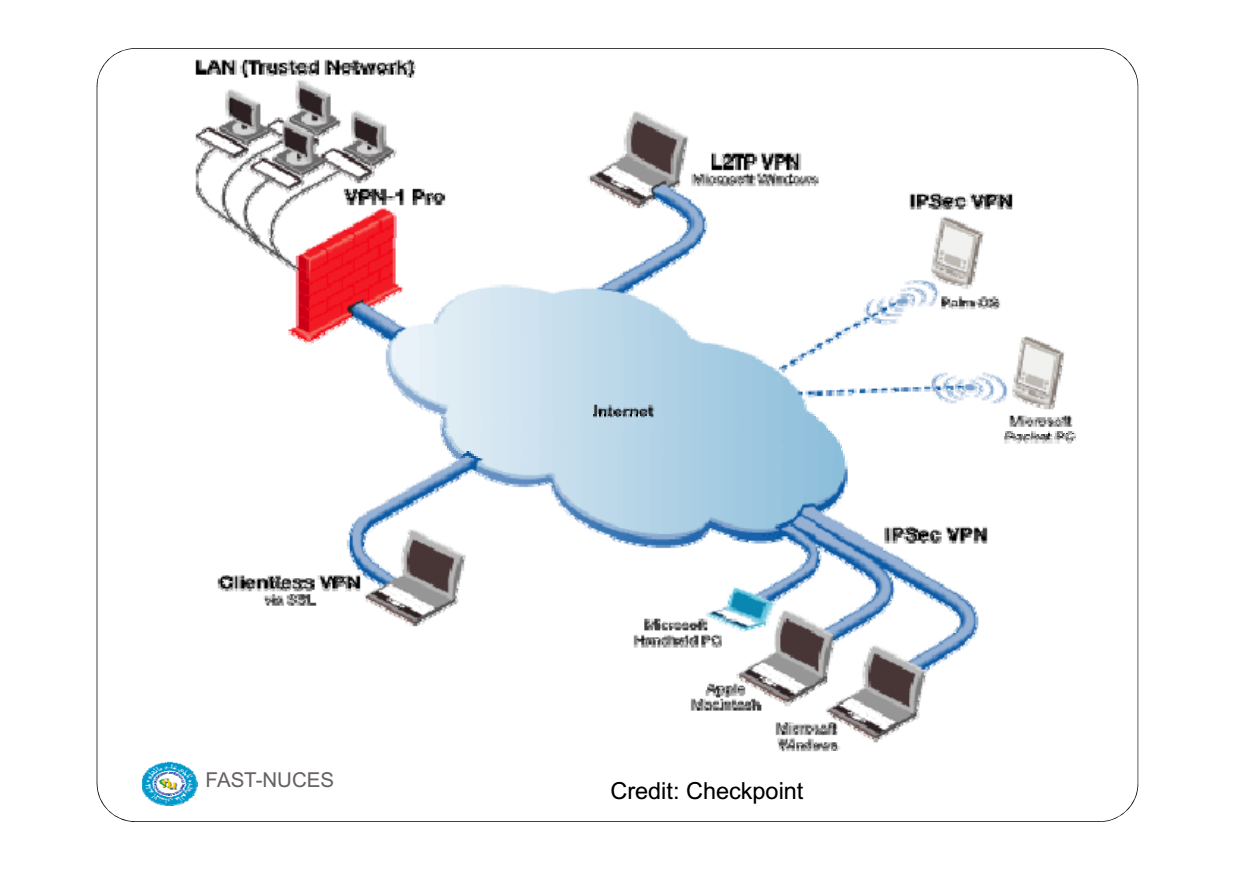 LAN (Trusted Network)
VPN-1 Pro
L2TP VPN
Microsoft Windows
IPSec VPN
Palm OS
Microsoft
Pocket PC
Internet
IPSec VPN
Clientless VPN
via SSL
Microsoft
Handheld PC
Apple
Macintosh
Microsoft
Windows
FAST-NUCES
Credit: Checkpoint